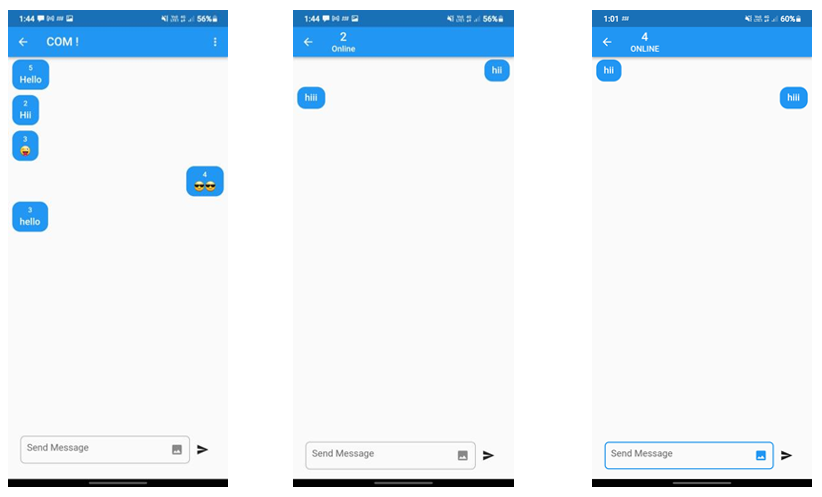 1:44
56%
COM !
5
Hello
2
Hii
3
😜
4
😎😎
3
hello
Send Message
1:44
56%
2
Online
hii
hiii
Send Message
1:01
60%
4
ONLINE
hii
hiii
Send Message